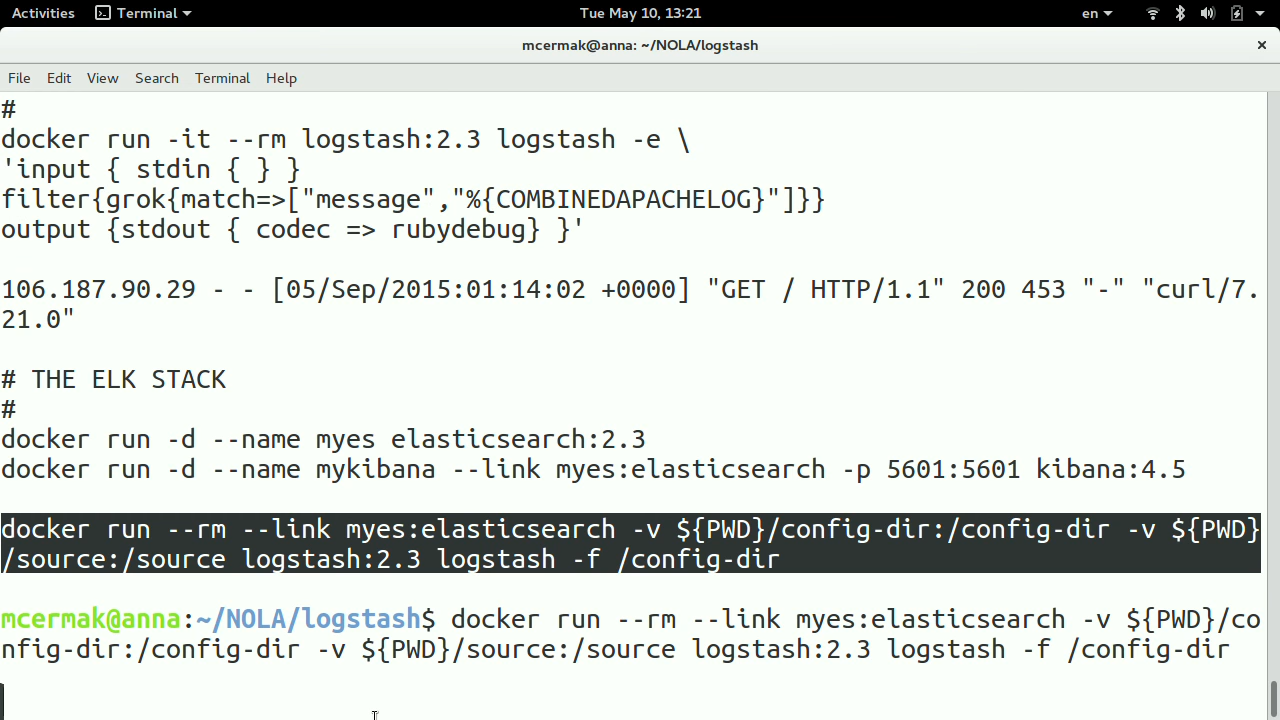 Activities Terminal Tue May 10, 13:21 en
mcermak@anna: ~/NOLA/logstash ×
File Edit View Search Terminal Help
#
docker run -it --rm logstash:2.3 logstash -e \
'input { stdin { } }
filter{grok{match=>["message","%{COMBINEDAPACHELOG}"]}}
output {stdout { codec => rubydebug} }'
106.187.90.29 - - [05/Sep/2015:01:14:02 +0000] "GET / HTTP/1.1" 200 453 "-" "curl/7.
21.0"
# THE ELK STACK
#
docker run -d --name myes elasticsearch:2.3
docker run -d --name mykibana --link myes:elasticsearch -p 5601:5601 kibana:4.5
docker run --rm --link myes:elasticsearch -v ${PWD}/config-dir:/config-dir -v ${PWD}
/source:/source logstash:2.3 logstash -f /config-dir
mcermak@anna:~/NOLA/logstash$ docker run --rm --link myes:elasticsearch -v ${PWD}/co
nfig-dir:/config-dir -v ${PWD}/source:/source logstash:2.3 logstash -f /config-dir